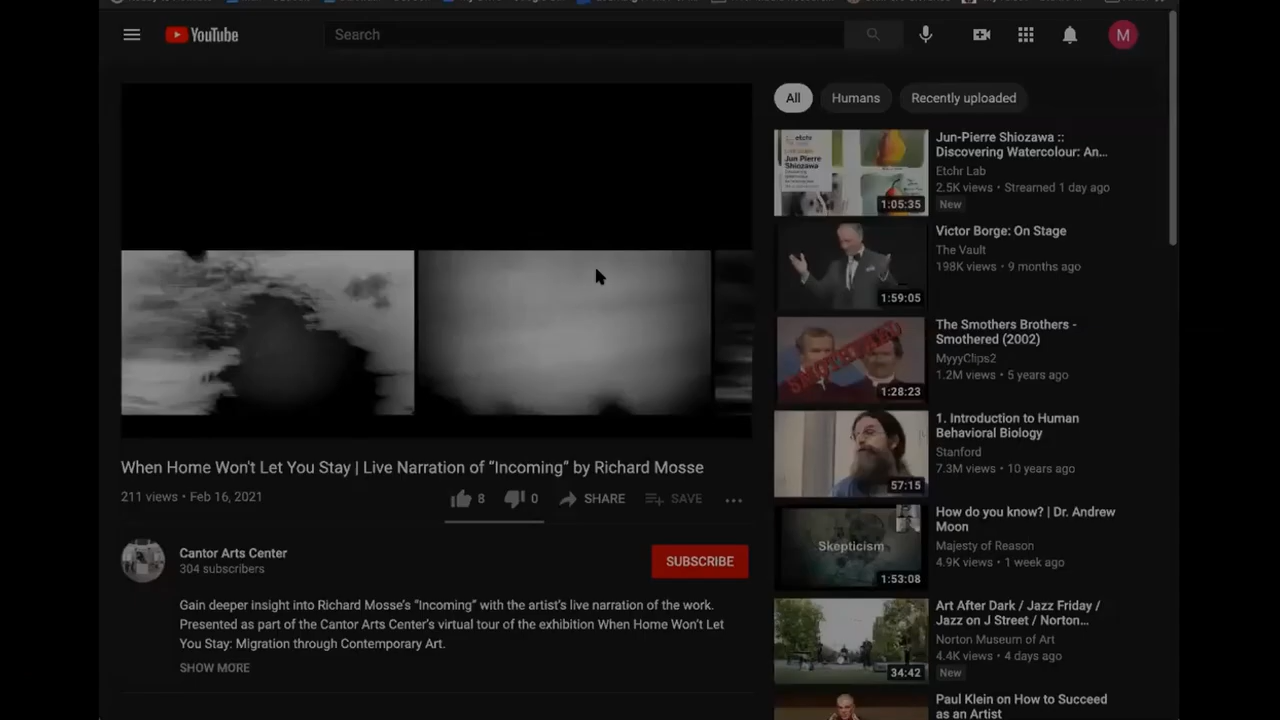 YouTube
Search
M
All
Humans
Recently uploaded
When Home Won't Let You Stay | Live Narration of “Incoming” by Richard Mosse
211 views • Feb 16, 2021
8
0
SHARE
SAVE
Cantor Arts Center
304 subscribers
SUBSCRIBE
Gain deeper insight into Richard Mosse's “Incoming” with the artist's live narration of the work.
Presented as part of the Cantor Arts Center's virtual tour of the exhibition When Home Won't Let
You Stay: Migration through Contemporary Art.
SHOW MORE
etchr
Jun Pierre
Shiozawa
1:05:35
Jun-Pierre Shiozawa ::
Discovering Watercolour: An...
Etchr Lab
2.5K views • Streamed 1 day ago
New
1:59:05
Victor Borge: On Stage
The Vault
198K views • 9 months ago
1:28:23
The Smothers Brothers -
Smothered (2002)
MyyyClips2
1.2M views • 5 years ago
57:15
1. Introduction to Human
Behavioral Biology
Stanford
7.3M views • 10 years ago
Skepticism
1:53:08
How do you know? | Dr. Andrew
Moon
Majesty of Reason
4.9K views • 1 week ago
34:42
Art After Dark / Jazz Friday /
Jazz on J Street / Norton...
Norton Museum of Art
4.4K views • 4 days ago
New
Paul Klein on How to Succeed
as an Artist